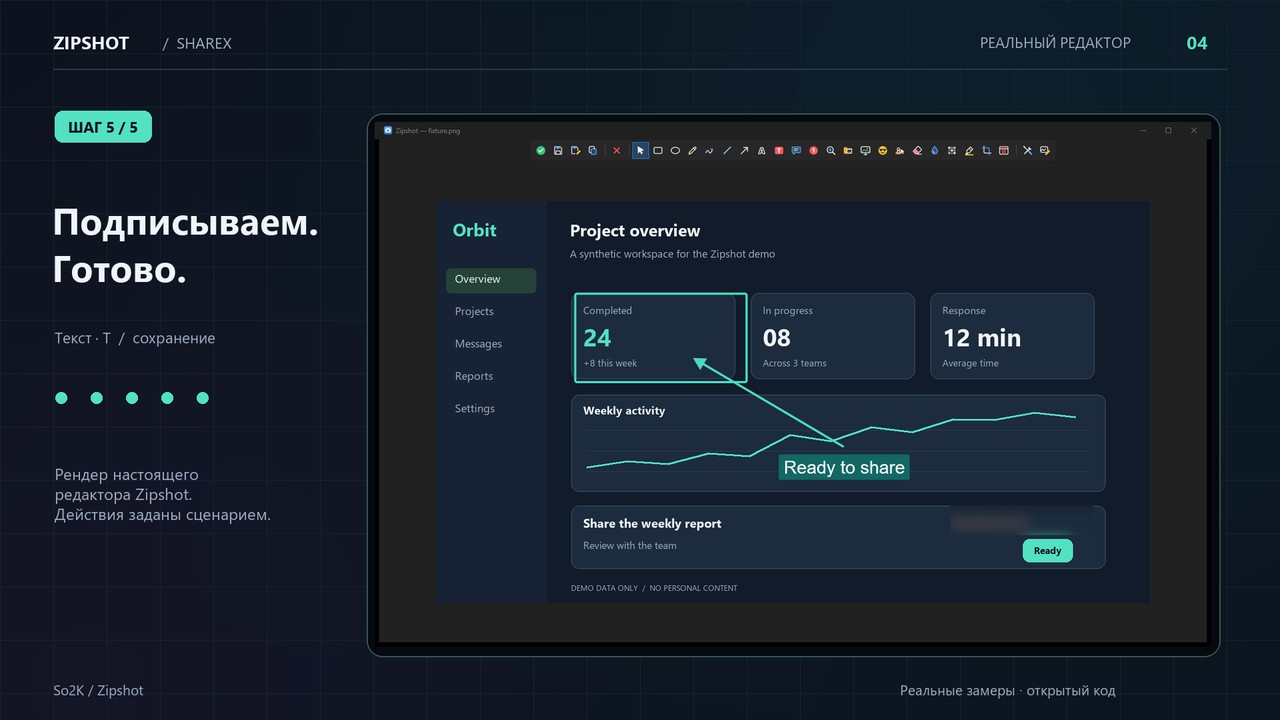 ZIPSHOT / SHAREX
РЕАЛЬНЫЙ РЕДАКТОР 04
ШАГ 5 / 5
Подписываем.
Готово.
Текст · T / сохранение
Рендер настоящего
редактора Zipshot.
Действия заданы сценарием.
Zipshot — fixture.png
Orbit
Overview
Projects
Messages
Reports
Settings
Project overview
A synthetic workspace for the Zipshot demo
Completed
24
+8 this week
In progress
08
Across 3 teams
Response
12 min
Average time
Weekly activity
Ready to share
Share the weekly report
Review with the team
Ready
DEMO DATA ONLY / NO PERSONAL CONTENT
So2K / Zipshot
Реальные замеры · открытый код